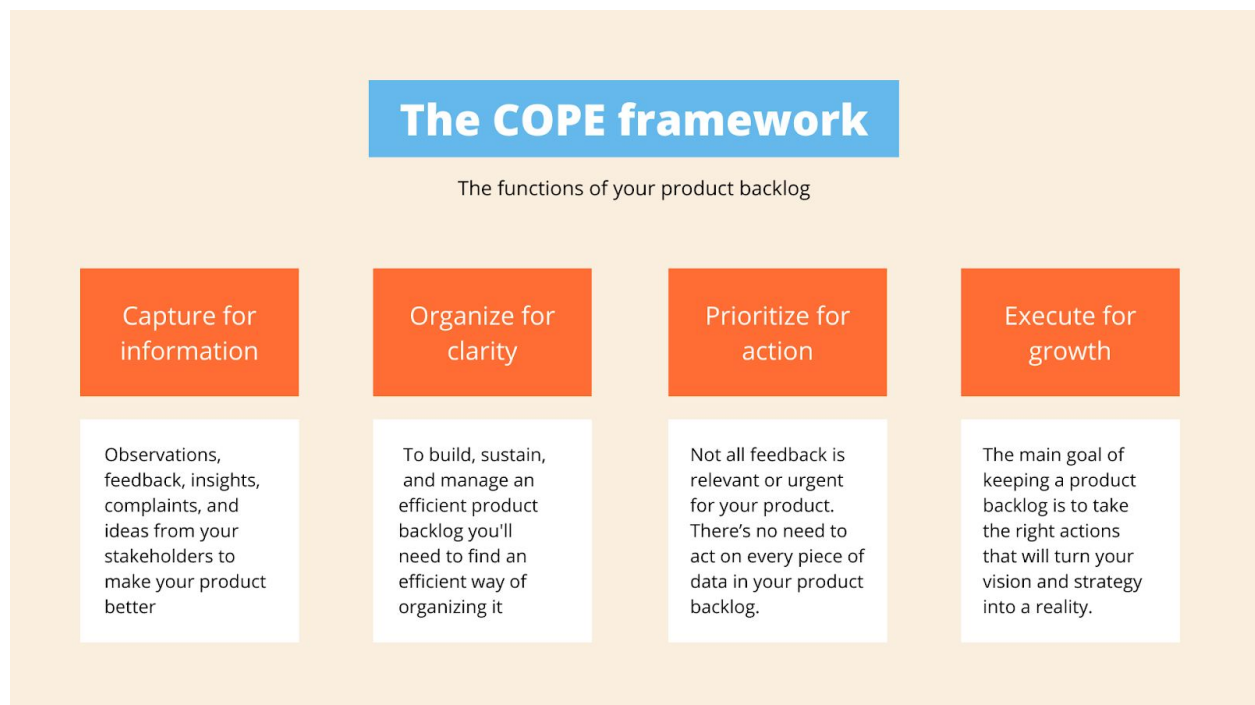 The COPE framework
The functions of your product backlog
Capture for
information
Observations,
feedback, insights,
complaints, and
ideas from your
stakeholders to
make your product
better
Organize for
clarity
To build, sustain,
and manage an
efficient product
backlog you'll
need to find an
efficient way of
organizing it
Prioritize for
action
Not all feedback is
relevant or urgent
for your product.
There’s no need to
act on every piece of
data in your product
backlog.
Execute for
growth
The main goal of
keeping a product
backlog is to take
the right actions
that will turn your
vision and strategy
into a reality.